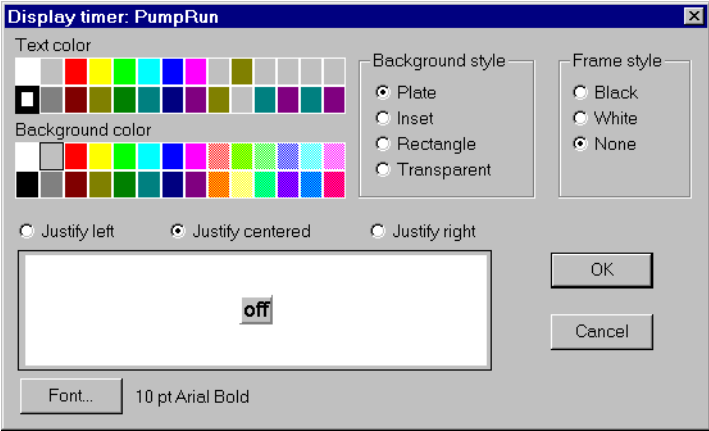 Display timer: PumpRun
Text color
Background color
Background style
Plate
Inset
Rectangle
Transparent
Frame style
Black
White
None
Justify left
Justify centered
Justify right
off
OK
Cancel
Font...
10 pt Arial Bold